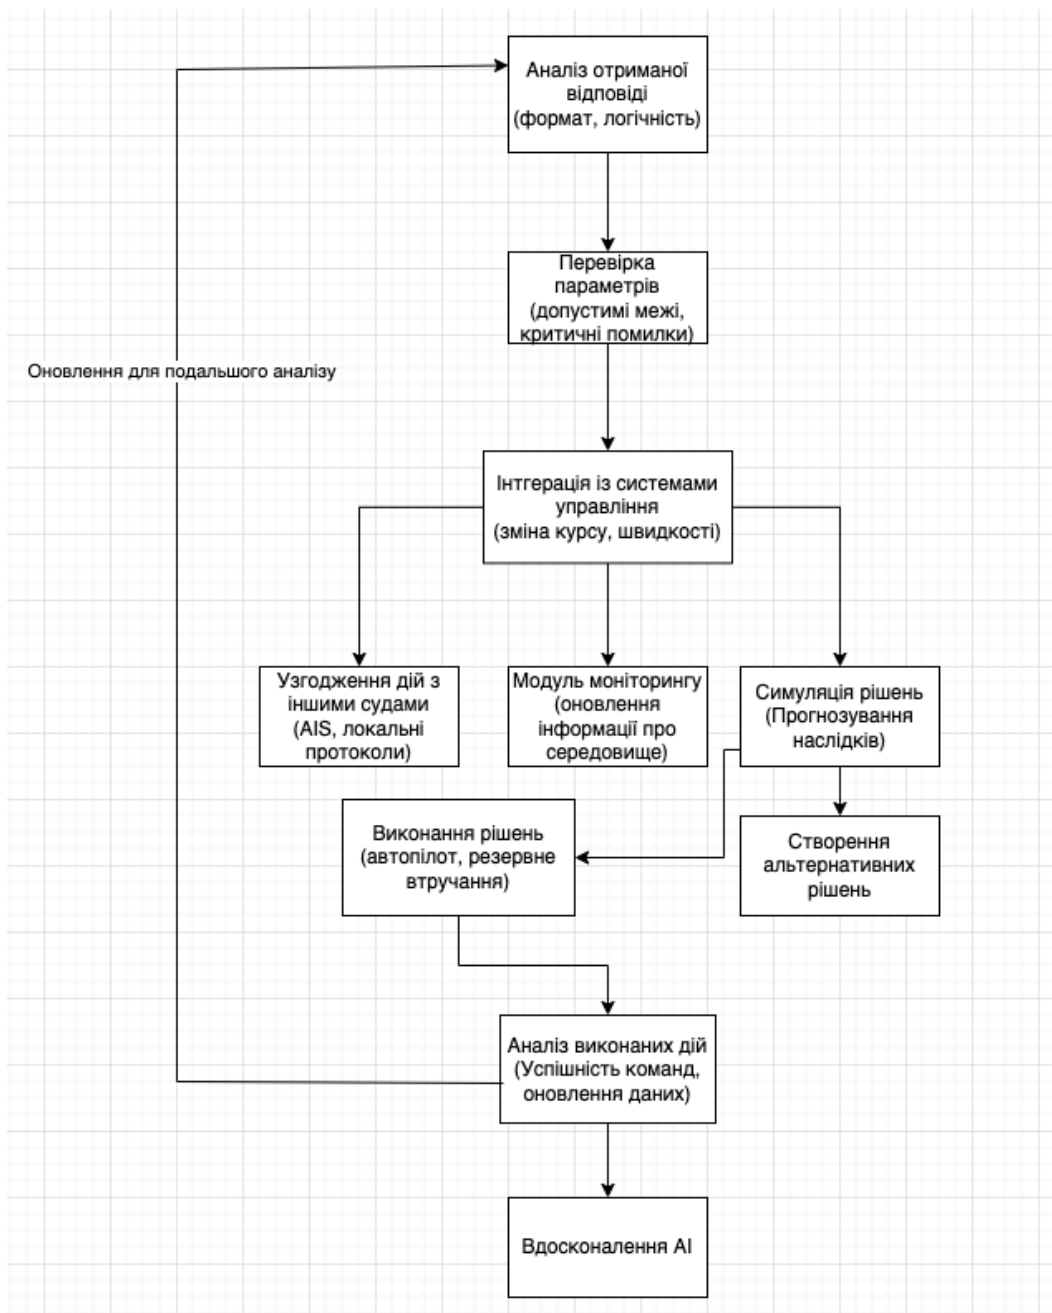 Аналіз отриманої
відповіді
(формат, логічність)
Перевірка
параметрів
(допустимі межі,
критичні помилки)
Оновлення для подальшого аналізу
Інтгерація із системами
управління
(зміна курсу, швидкості)
Узгодження дій з
іншими судами
(AIS, локальні
протоколи)
Модуль моніторингу
(оновлення
інформації про
середовище)
Симуляція рішень
(Прогнозування
наслідків)
Виконання рішень
(автопілот, резервне
втручання)
Створення
альтернативних
рішень
Аналіз виконаних дій
(Успішність команд,
оновлення даних)
Вдосконалення AI